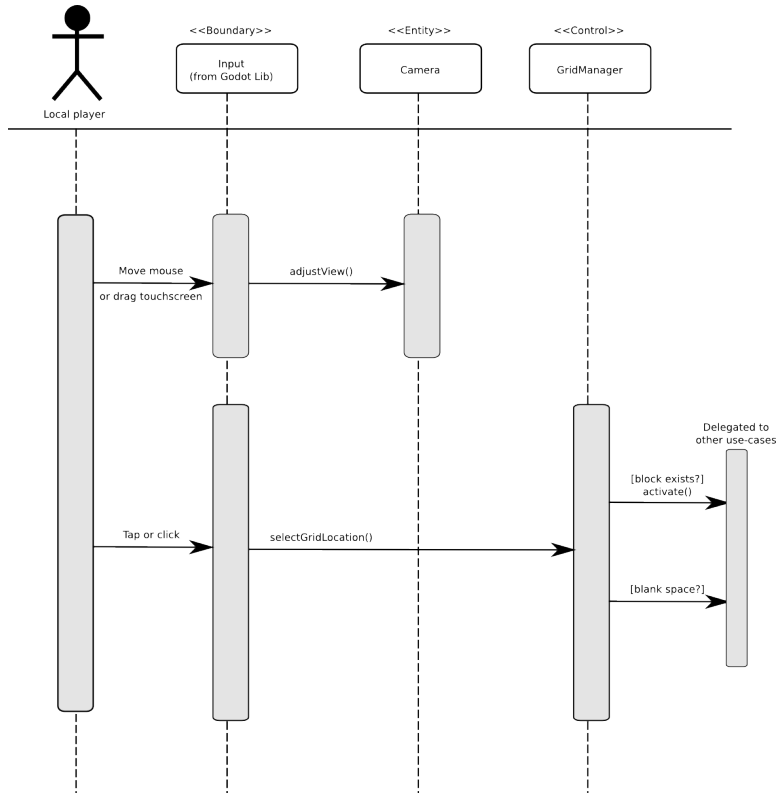 <<Boundary>>
<<Entity>>
<<Control>>
Input
(from Godot Lib)
Camera
GridManager
Local player
Move mouse
or drag touchscreen
adjustView()
Delegated to
other use-cases
[block exists?]
activate()
Tap or click
selectGridLocation()
[blank space?]